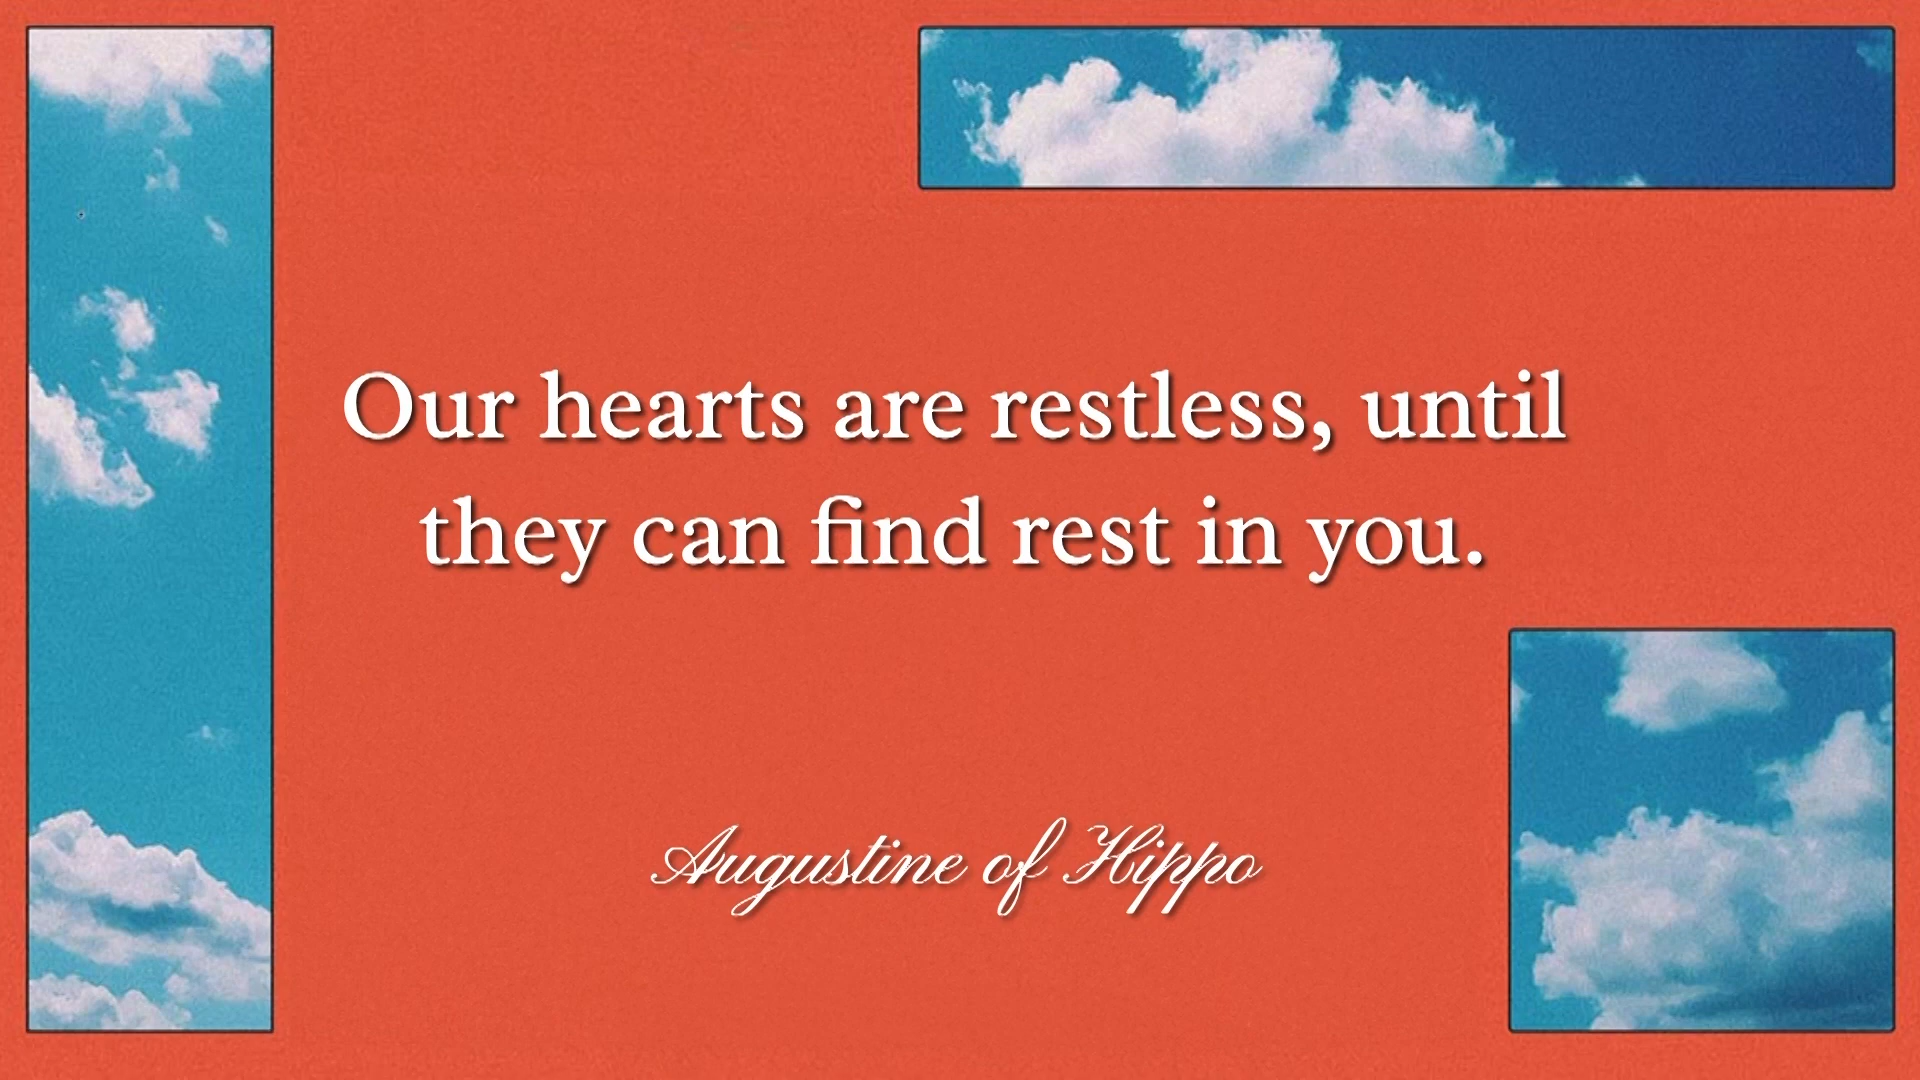 Our hearts are restless, until
they can find rest in you.
Augustine of Hippo